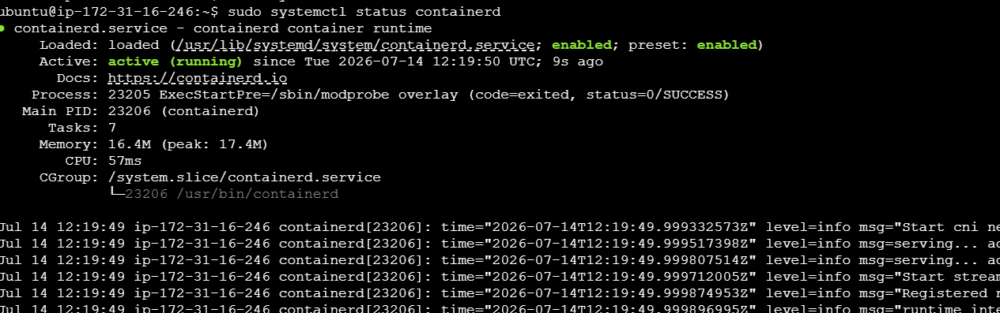 ubuntu@ip-172-31-16-246:~$ sudo systemctl status containerd
● containerd.service - containerd container runtime
Loaded: loaded (/usr/lib/systemd/system/containerd.service; enabled; preset: enabled)
Active: active (running) since Tue 2026-07-14 12:19:50 UTC; 9s ago
Docs: https://containerd.io
Process: 23205 ExecStartPre=/sbin/modprobe overlay (code=exited, status=0/SUCCESS)
Main PID: 23206 (containerd)
Tasks: 7
Memory: 16.4M (peak: 17.4M)
CPU: 57ms
CGroup: /system.slice/containerd.service
└─23206 /usr/bin/containerd
Jul 14 12:19:49 ip-172-31-16-246 containerd[23206]: time="2026-07-14T12:19:49.999332573Z" level=info msg="Start cni ne
Jul 14 12:19:49 ip-172-31-16-246 containerd[23206]: time="2026-07-14T12:19:49.999517398Z" level=info msg=serving... ad
Jul 14 12:19:49 ip-172-31-16-246 containerd[23206]: time="2026-07-14T12:19:49.999807514Z" level=info msg=serving... ad
Jul 14 12:19:49 ip-172-31-16-246 containerd[23206]: time="2026-07-14T12:19:49.999712005Z" level=info msg="Start stream
Jul 14 12:19:49 ip-172-31-16-246 containerd[23206]: time="2026-07-14T12:19:49.999874953Z" level=info msg="Registered
Jul 14 12:19:49 ip-172-31-16-246 containerd[23206]: time="2026-07-14T12:19:49.999896995Z" level=info msg="runtime inte